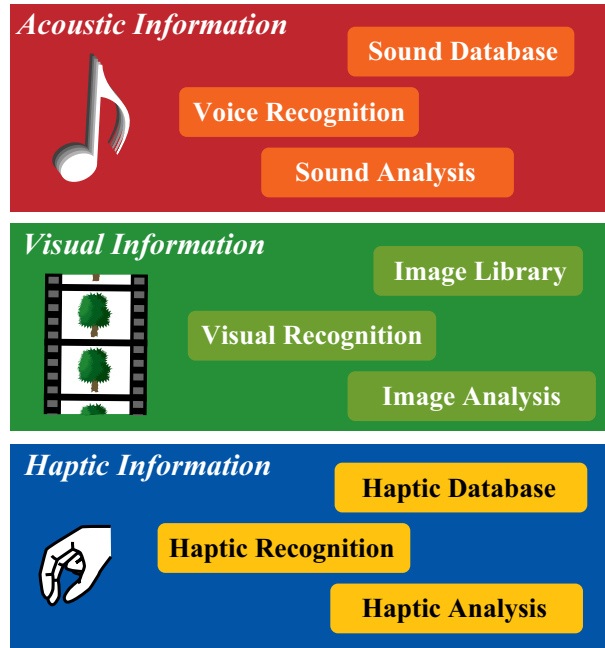 Acoustic Information
Sound Database
Voice Recognition
Sound Analysis
Visual Information
Image Library
Visual Recognition
Image Analysis
Haptic Information
Haptic Database
Haptic Recognition
Haptic Analysis